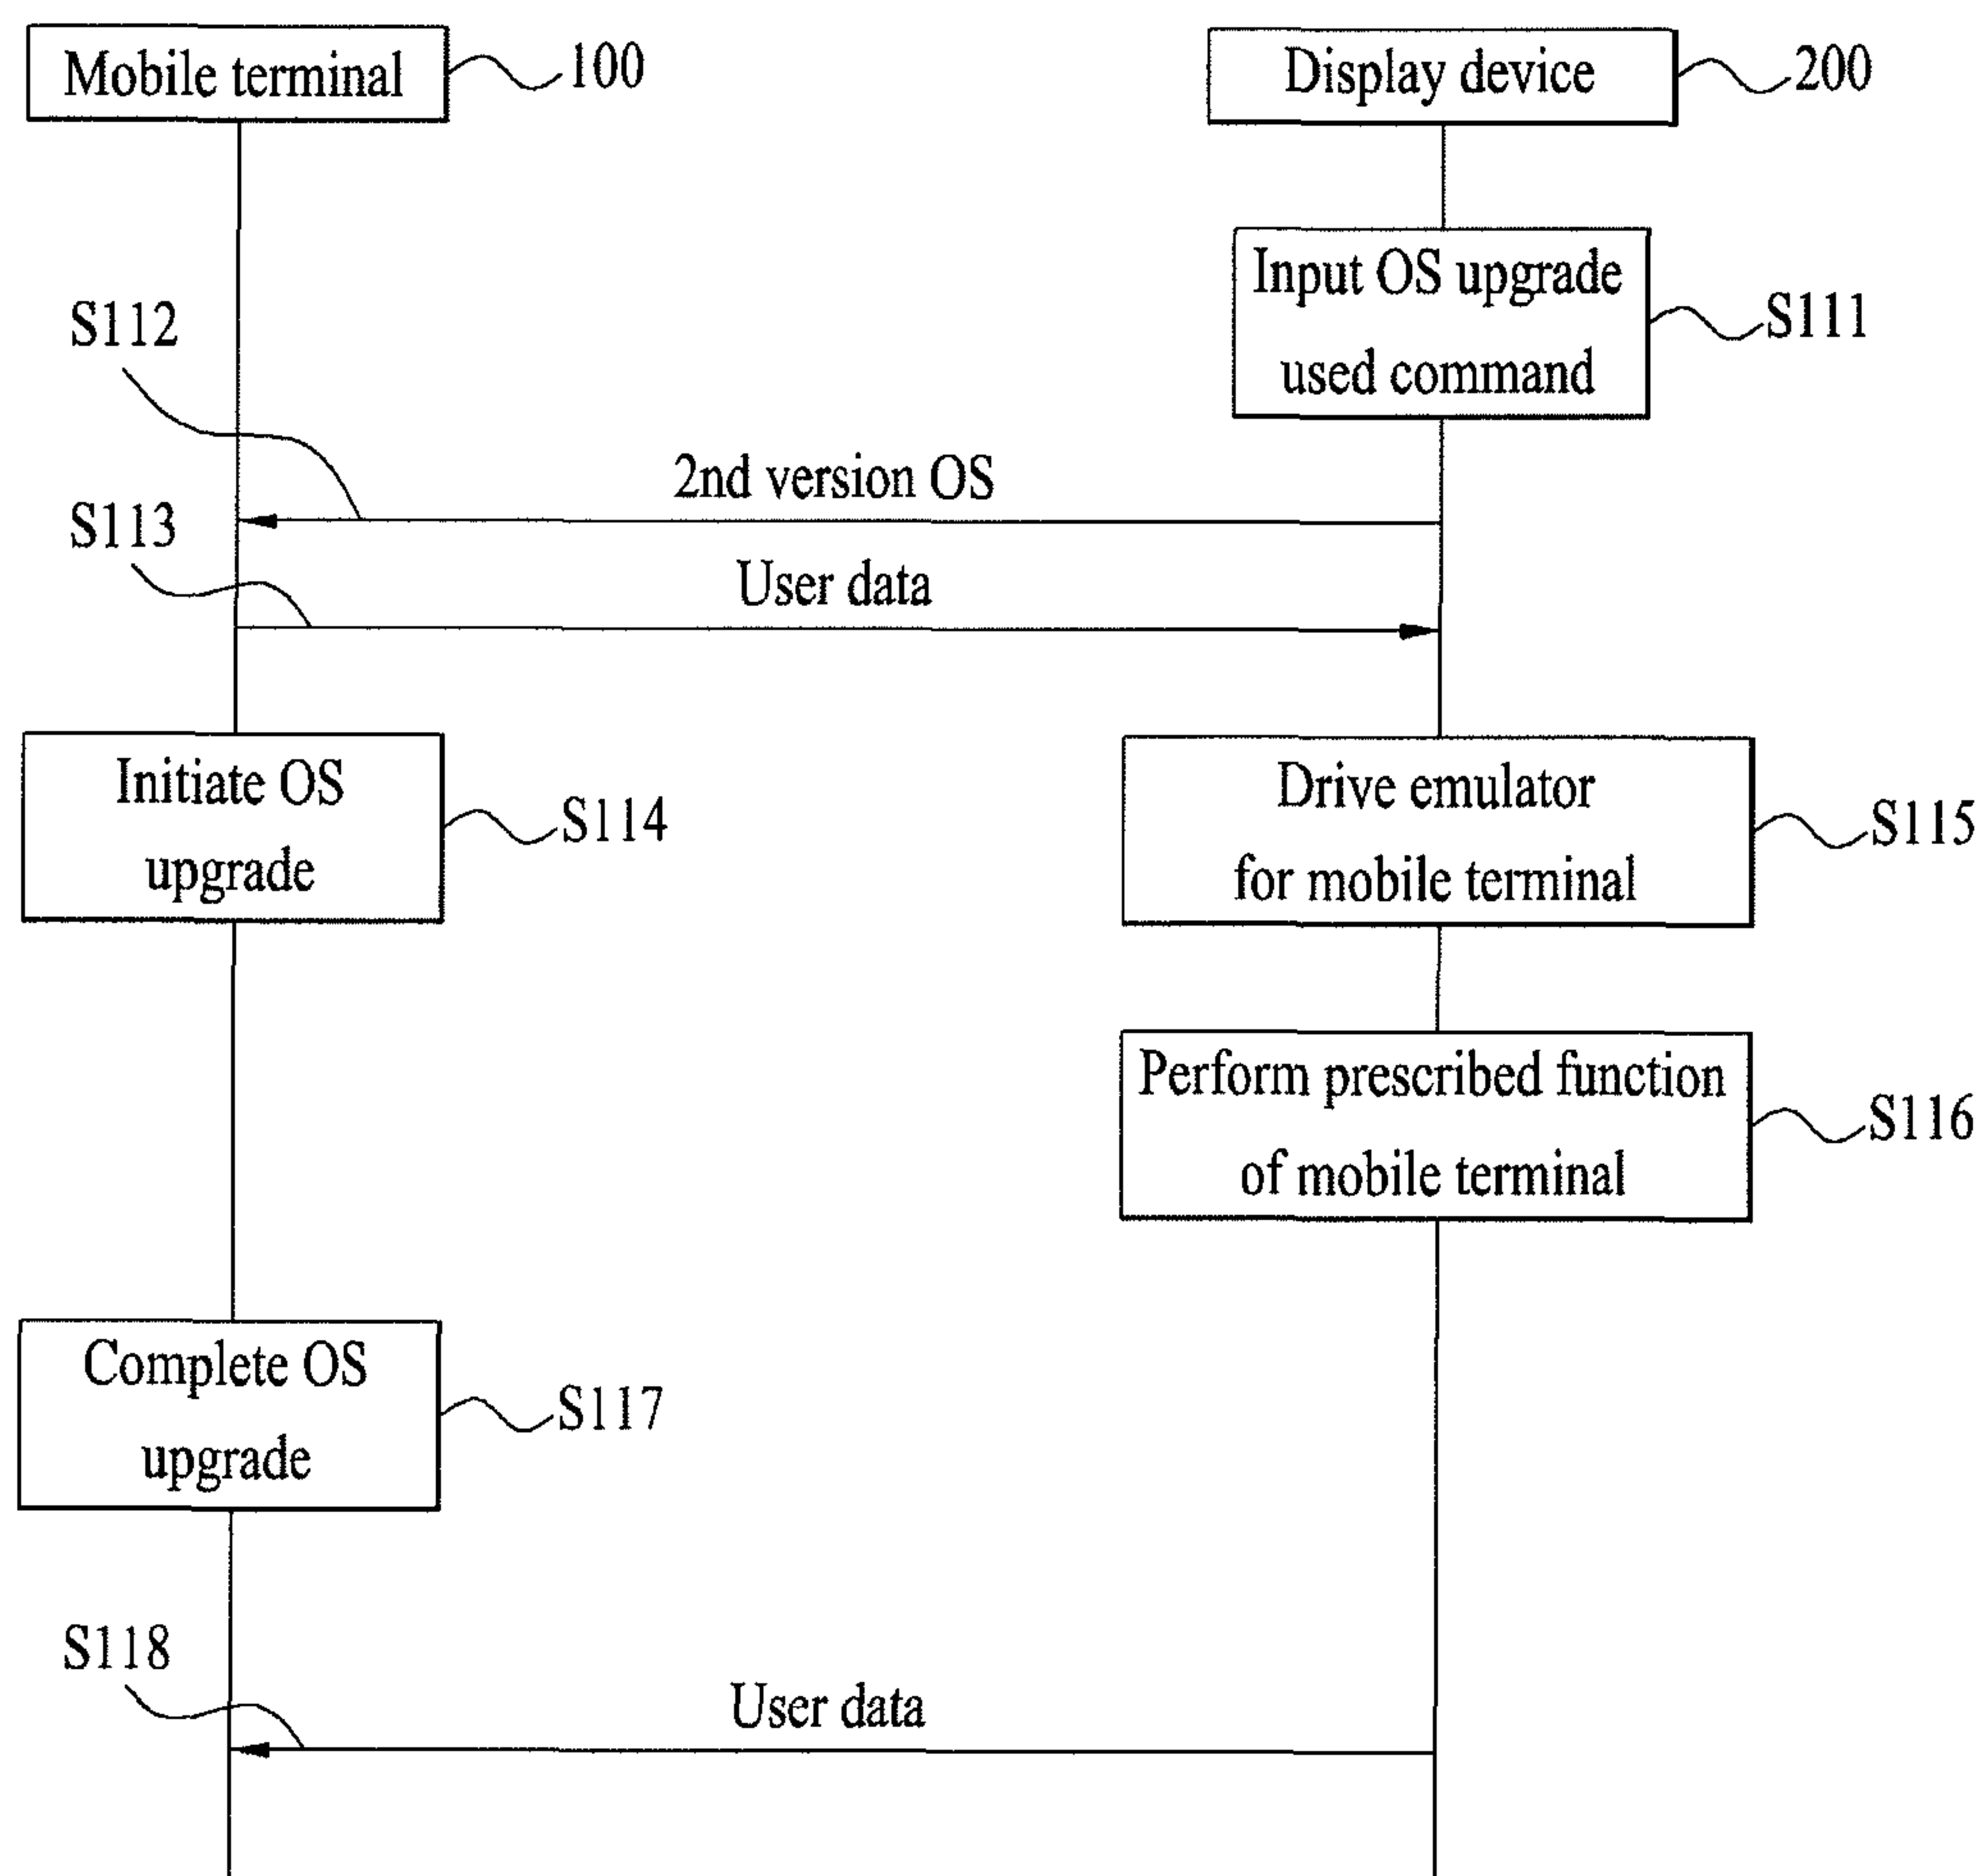 Mobile terminal
100
Display device
200
Input OS upgrade
used command
S111
S112
2nd version OS
S113
User data
Initiate OS
upgrade
S114
Drive emulator
for mobile terminal
S115
Perform prescribed function
of mobile terminal
S116
Complete OS
upgrade
S117
S118
User data